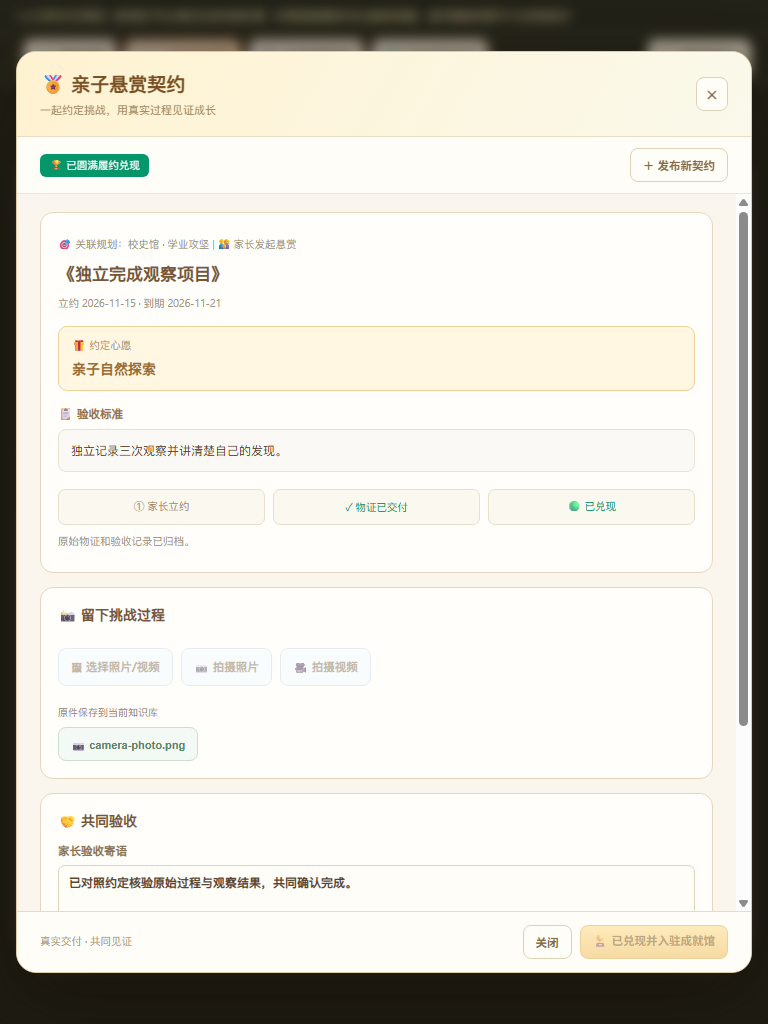 亲子悬赏契约
一起约定挑战，用真实过程见证成长
×
已圆满履约兑现
＋ 发布新契约
关联规划：校史馆 · 学业攻坚 | 家长发起悬赏
《独立完成观察项目》
立约 2026-11-15 · 到期 2026-11-21
约定心愿
亲子自然探索
验收标准
独立记录三次观察并讲清楚自己的发现。
① 家长立约
✓ 物证已交付
已兑现
原始物证和验收记录已归档。
留下挑战过程
选择照片/视频
拍摄照片
拍摄视频
原件保存到当前知识库
camera-photo.png
共同验收
家长验收寄语
已对照约定核验原始过程与观察结果，共同确认完成。
真实交付 · 共同见证
关闭
已兑现并入驻成就馆